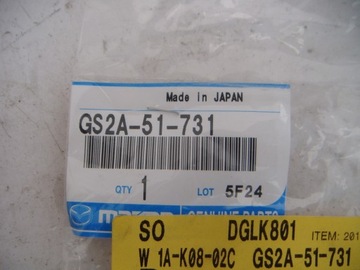 Made in JAPAN
GS2A-51-731
QTY 1 LOT 5F24
mazda GENUINE PARTS
SO DGLK801 ITEM: 201
W 1A-K08-02C GS2A-51-731